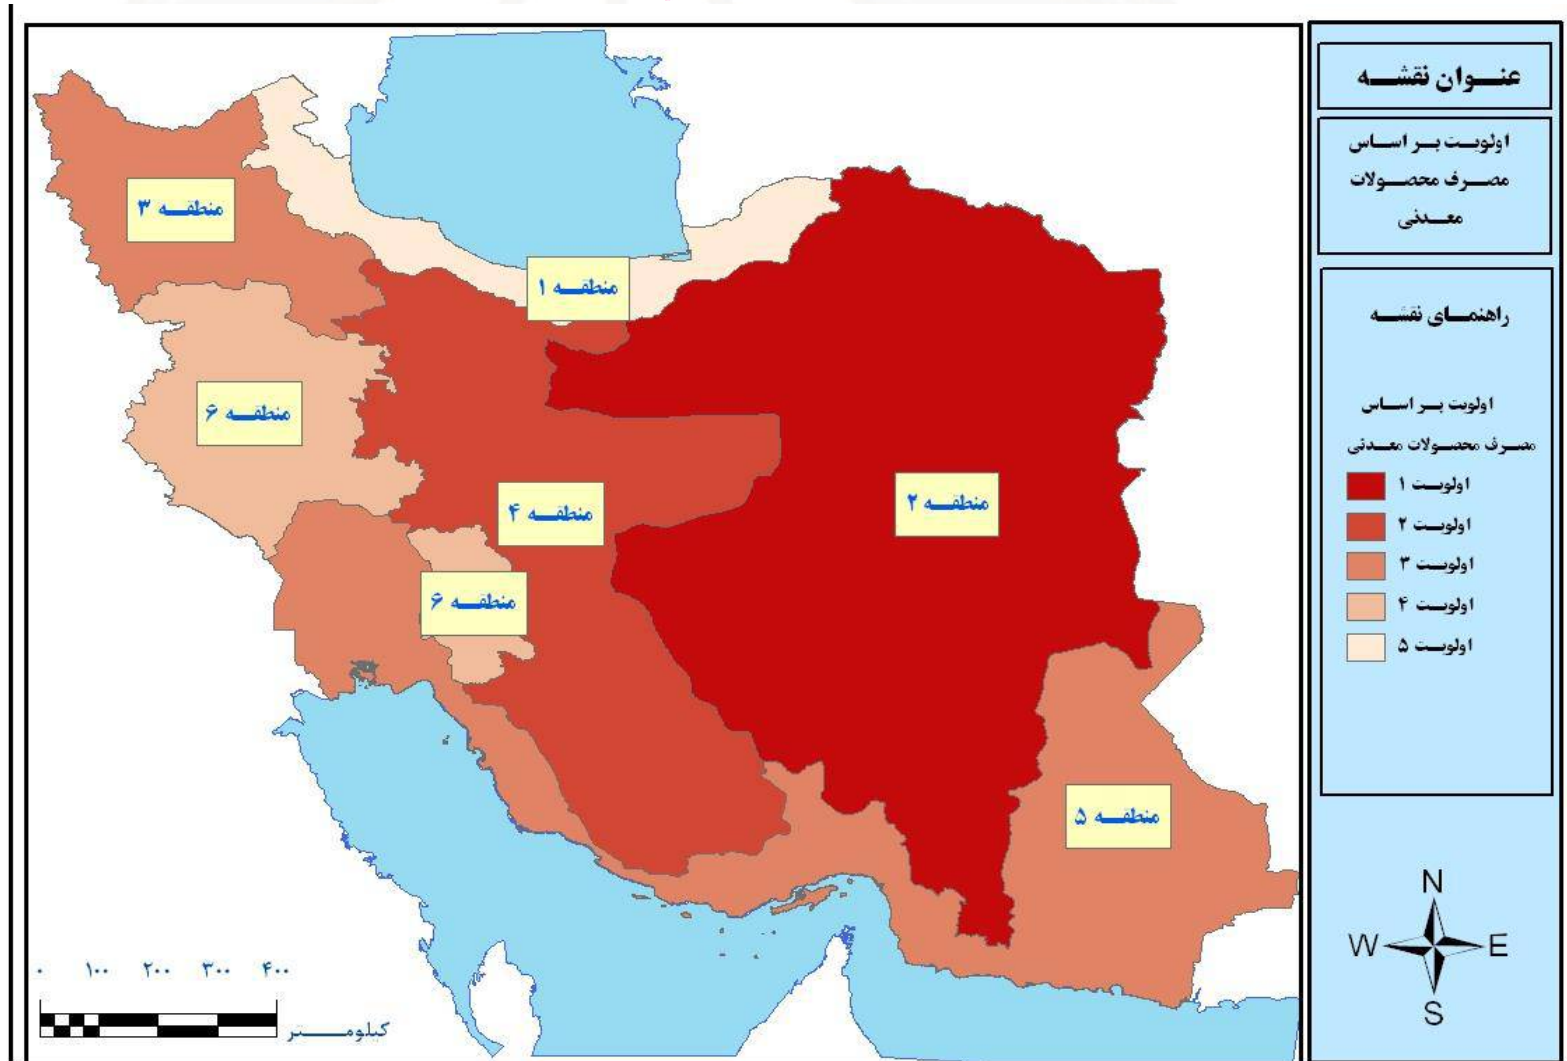 عنوان نقشه
اولویت بر اساس
مصرف محصولات
معدنی
راهنمای نقشه
اولویت بر اساس
مصرف محصولات معدنی
اولویت ۱
اولویت ۲
اولویت ۳
اولویت ۴
اولویت ۵
N
W E
S
منطقه ۳
منطقه ۱
منطقه ۶
منطقه ۲
منطقه ۴
منطقه ۶
منطقه ۵
۰ ۱۰۰ ۲۰۰ ۳۰۰ ۴۰۰
کیلومتر